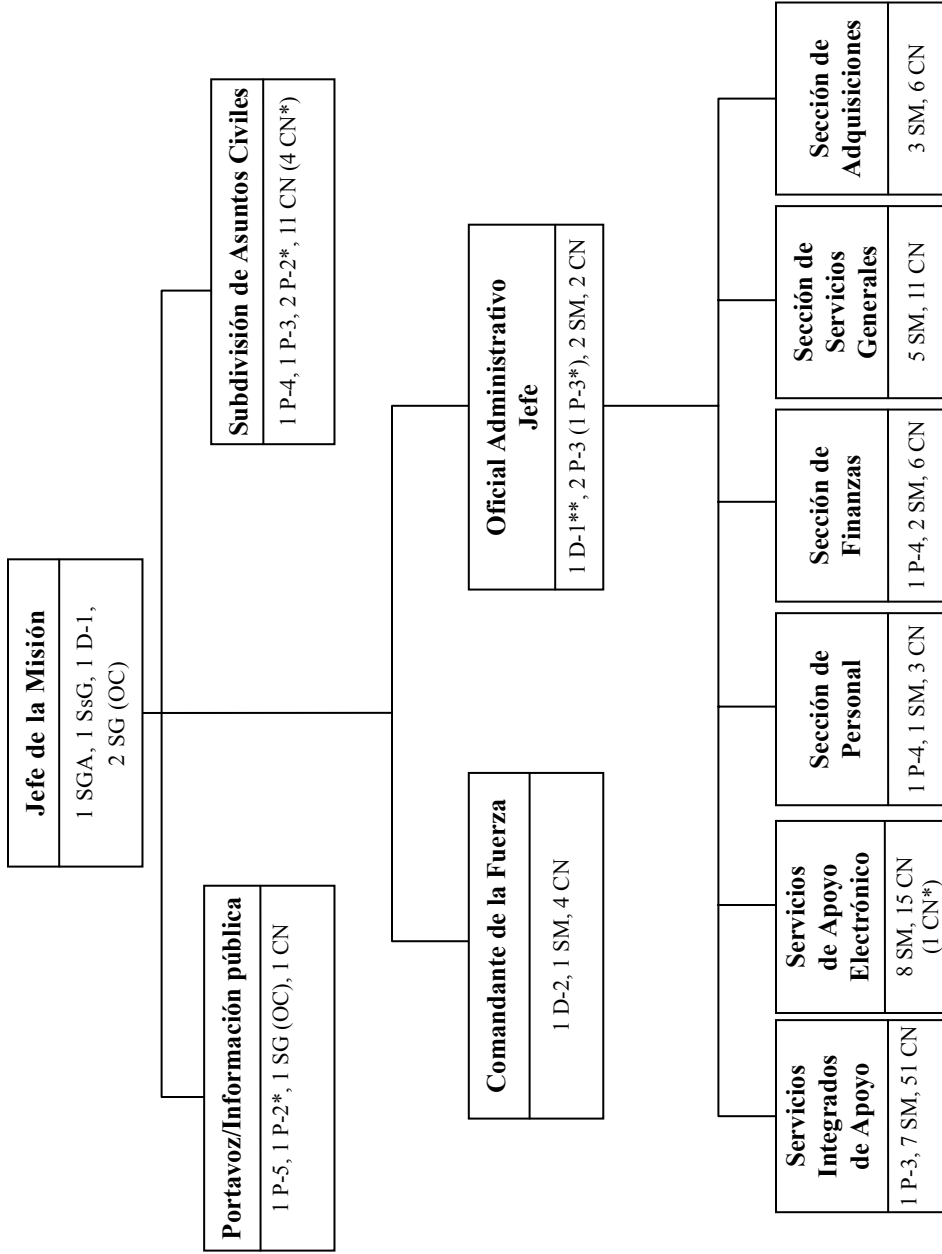 Jefe de la Misión
1 SGA, 1 SsG, 1 D-1,
2 SG (OC)
Portavoz/Información pública
1 P-5, 1 P-2*, 1 SG (OC), 1 CN
Subdivisión de Asuntos Civiles
1 P-4, 1 P-3, 2 P-2*, 11 CN (4 CN*)
Comandante de la Fuerza
1 D-2, 1 SM, 4 CN
Oficial Administrativo
Jefe
1 D-1**, 2 P-3 (1 P-3*), 2 SM, 2 CN
Servicios
Integrados
de Apoyo
1 P-3, 7 SM, 51 CN
Servicios
de Apoyo
Electrónico
8 SM, 15 CN
(1 CN*)
Sección de
Personal
1 P-4, 1 SM, 3 CN
Sección de
Finanzas
1 P-4, 2 SM, 6 CN
Sección de
Servicios
Generales
5 SM, 11 CN
Sección de
Adquisiciones
3 SM, 6 CN